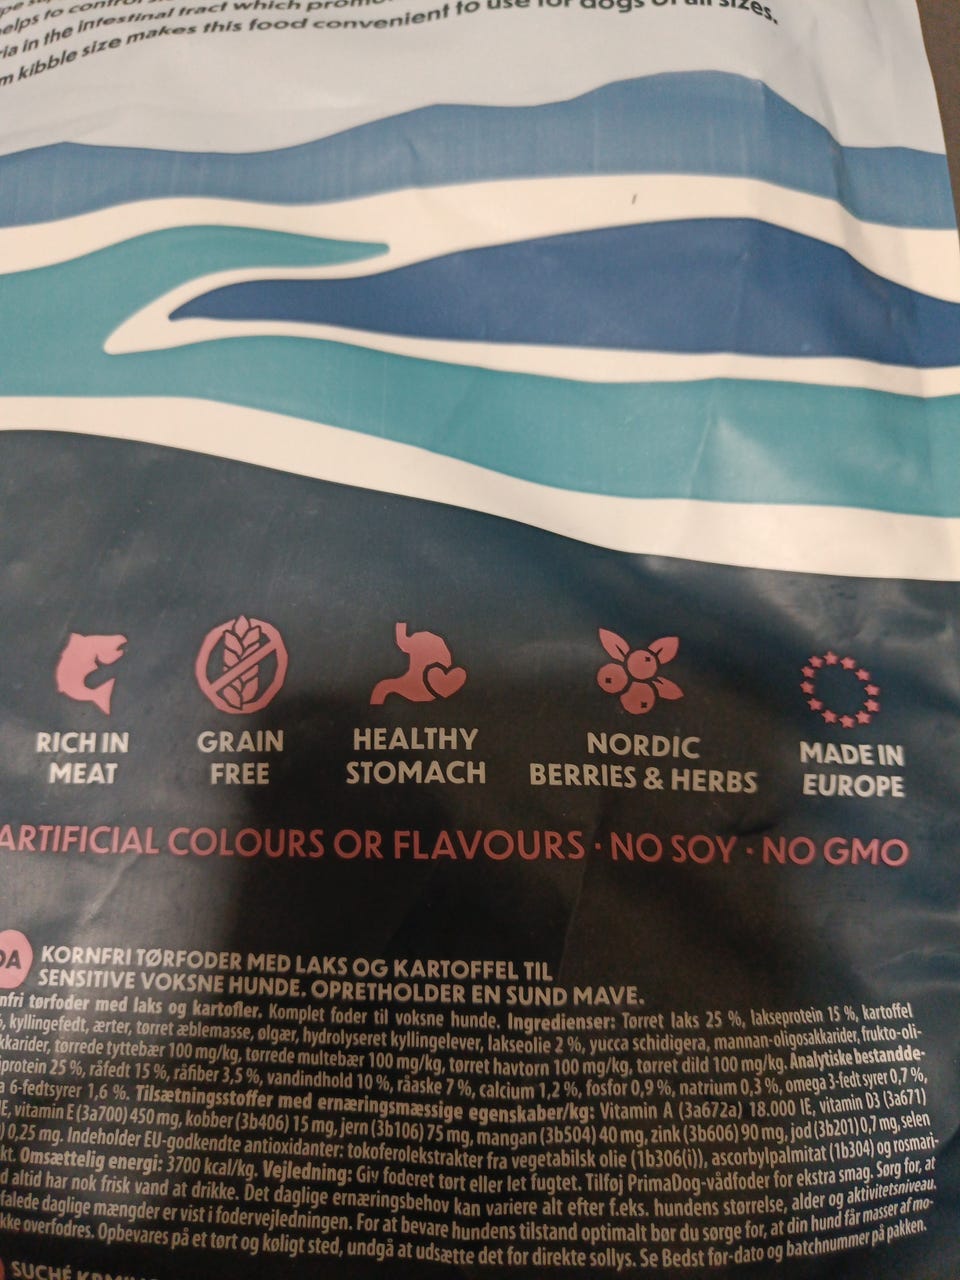 helps to control
in the intestinal tract which
kibble size makes this food convenient to use for dogs of all sizes.
RICH IN
MEAT
GRAIN
FREE
HEALTHY
STOMACH
NORDIC
BERRIES & HERBS
MADE IN
EUROPE
ARTIFICIAL COLOURS OR FLAVOURS · NO SOY · NO GMO
DA
KORNFRI TØRFODER MED LAKS OG KARTOFFEL TIL
SENSITIVE VOKSNE HUNDE. OPRETHOLDER EN SUND MAVE.
nfri tørfoder med laks og kartofler. Komplet foder til voksne hunde. Ingredienser: Tørret laks 25 %, lakseprotein 15 %, kartoffel
, kyllingefedt, ærter, tørret æblemasse, ølgær, hydrolyseret kyllingelever, lakseolie 2 %, yucca schidigera, mannan-oligosakkarider, frukto-oli-
kkarider, tørrede tyttebær 100 mg/kg, tørrede multebær 100 mg/kg, tørret havtorn 100 mg/kg, tørret dild 100 mg/kg. Analytiske bestandde-
protein 25 %, råfedt 15 %, råfiber 3,5 %, vandindhold 10 %, råaske 7 %, calcium 1,2 %, fosfor 0,9 %, natrium 0,3 %, omega 3-fedtsyrer 0,7 %,
a 6-fedtsyrer 1,6 %. Tilsætningsstoffer med ernæringsmæssige egenskaber/kg: Vitamin A (3a672a) 18.000 IE, vitamin D3 (3a671)
IE, vitamin E (3a700) 450 mg, kobber (3b406) 15 mg, jern (3b106) 75 mg, mangan (3b504) 40 mg, zink (3b606) 90 mg, jod (3b201) 0,7 mg, selen
) 0,25 mg. Indeholder EU-godkendte antioxidanter: tokoferolekstrakter fra vegetabilsk olie (1b306(i)), ascorbylpalmitat (1b304) og rosmari-
kt. Omsættelig energi: 3700 kcal/kg. Vejledning: Giv foderet tørt eller let fugtet. Tilføj PrimaDog-vådfoder for ekstra smag. Sørg for, at
d altid har nok frisk vand at drikke. Det daglige ernæringsbehov kan variere alt efter f.eks. hundens størrelse, alder og aktivitetsniveau.
falede daglige mængder er vist i fodervejledningen. For at bevare hundens tilstand optimalt bør du sørge for, at din hund får masser af mo-
kke overfodres. Opbevares på et tørt og køligt sted, undgå at udsætte det for direkte sollys. Se Bedst før-dato og batchnummer på pakken.
SUCHÉ